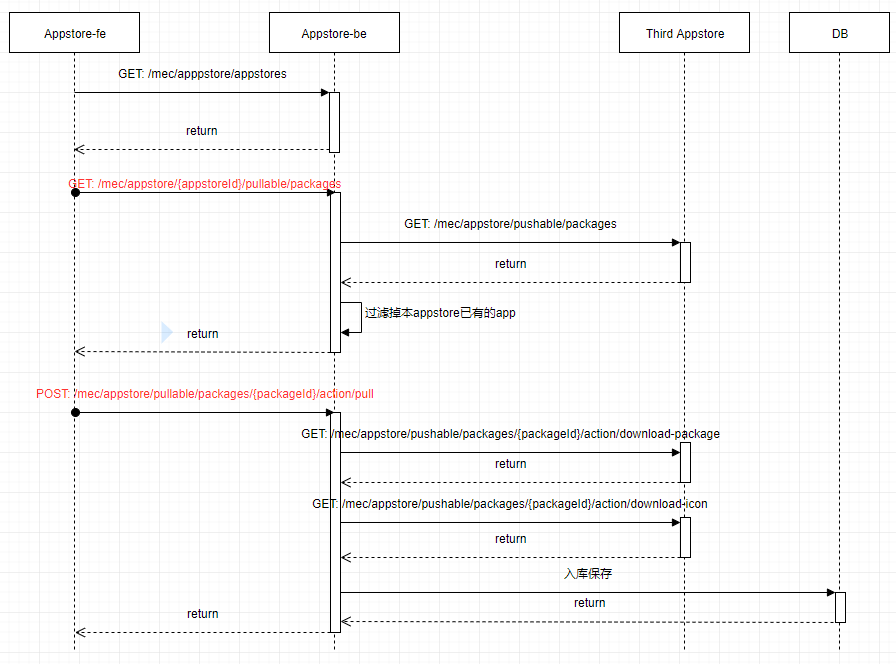 Appstore-fe
Appstore-be
Third Appstore
DB
GET: /mec/apppstore/appstores
return
GET: /mec/appstore/{appstoreId}/pullable/packages
GET: /mec/appstore/pushable/packages
return
过滤掉本appstore已有的app
return
POST: /mec/appstore/pullable/packages/{packageId}/action/pull
GET: /mec/appstore/pushable/packages/{packageId}/action/download-package
return
GET: /mec/appstore/pushable/packages/{packageId}/action/download-icon
return
入库保存
return
return